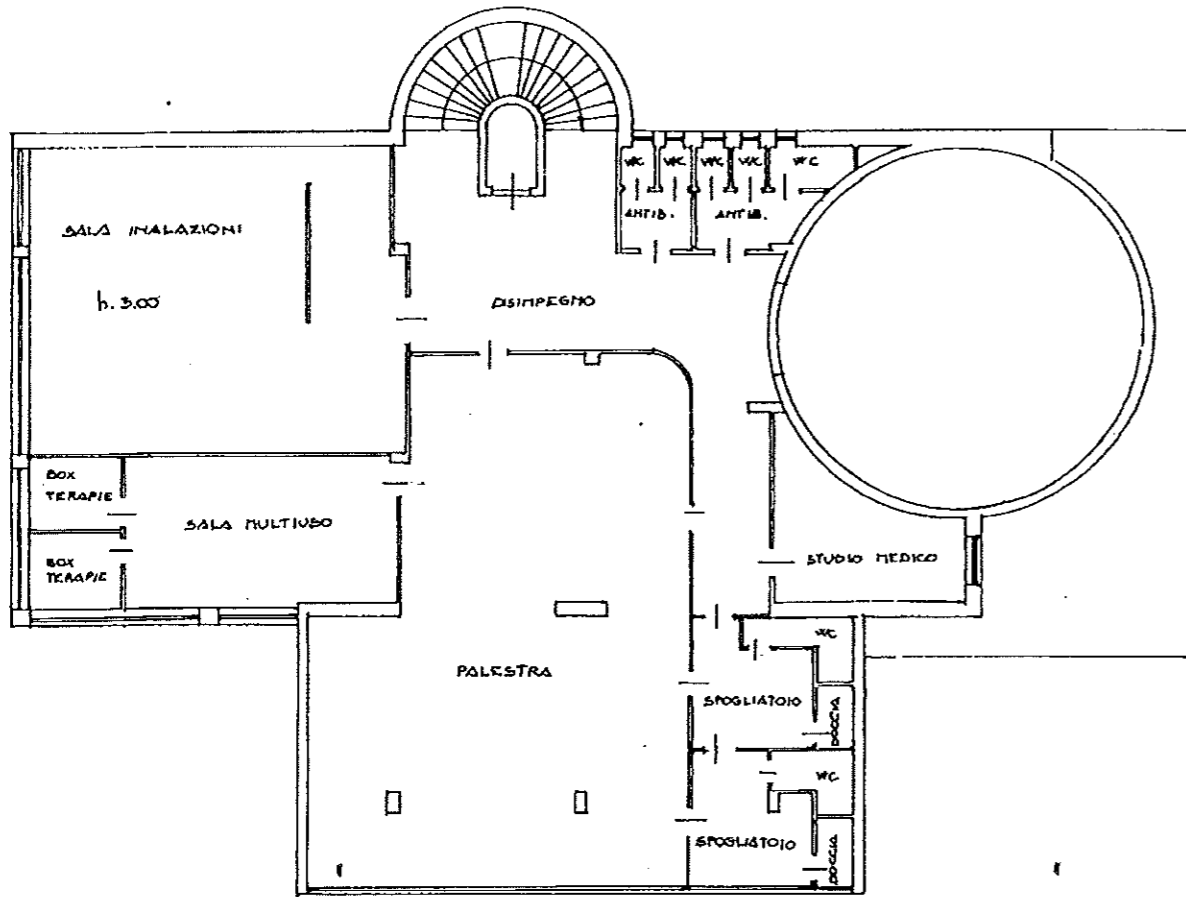 WC WC WC WC WC
ANTIB. ANTIB.
SALA INALAZIONI
h. 3.00
DISIMPEGNO
BOX
TERAPIE
SALA MULTIUSO
BOX
TERAPIE
STUDIO MEDICO
WC
PALESTRA
SPOGLIATOIO
DOCCIA
WC
SPOGLIATOIO
DOCCIA